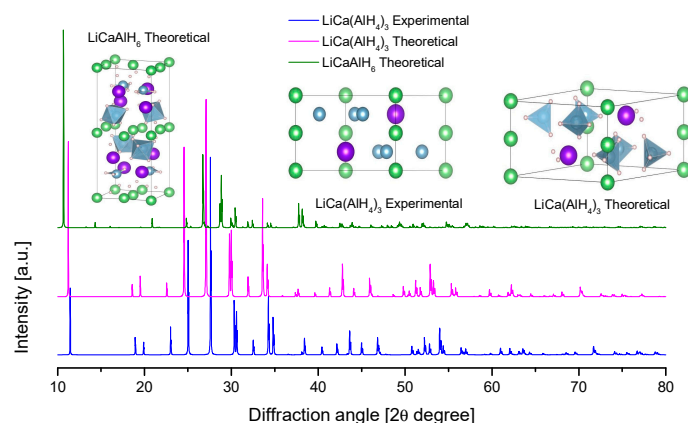 LiCa(AlH₄)₃ Experimental
LiCa(AlH₄)₃ Theoretical
LiCaAlH₆ Theoretical
LiCaAlH₆ Theoretical
LiCa(AlH₄)₃ Experimental
LiCa(AlH₄)₃ Theoretical
Intensity [a.u.]
10 20 30 40 50 60 70 80
Diffraction angle [2θ degree]